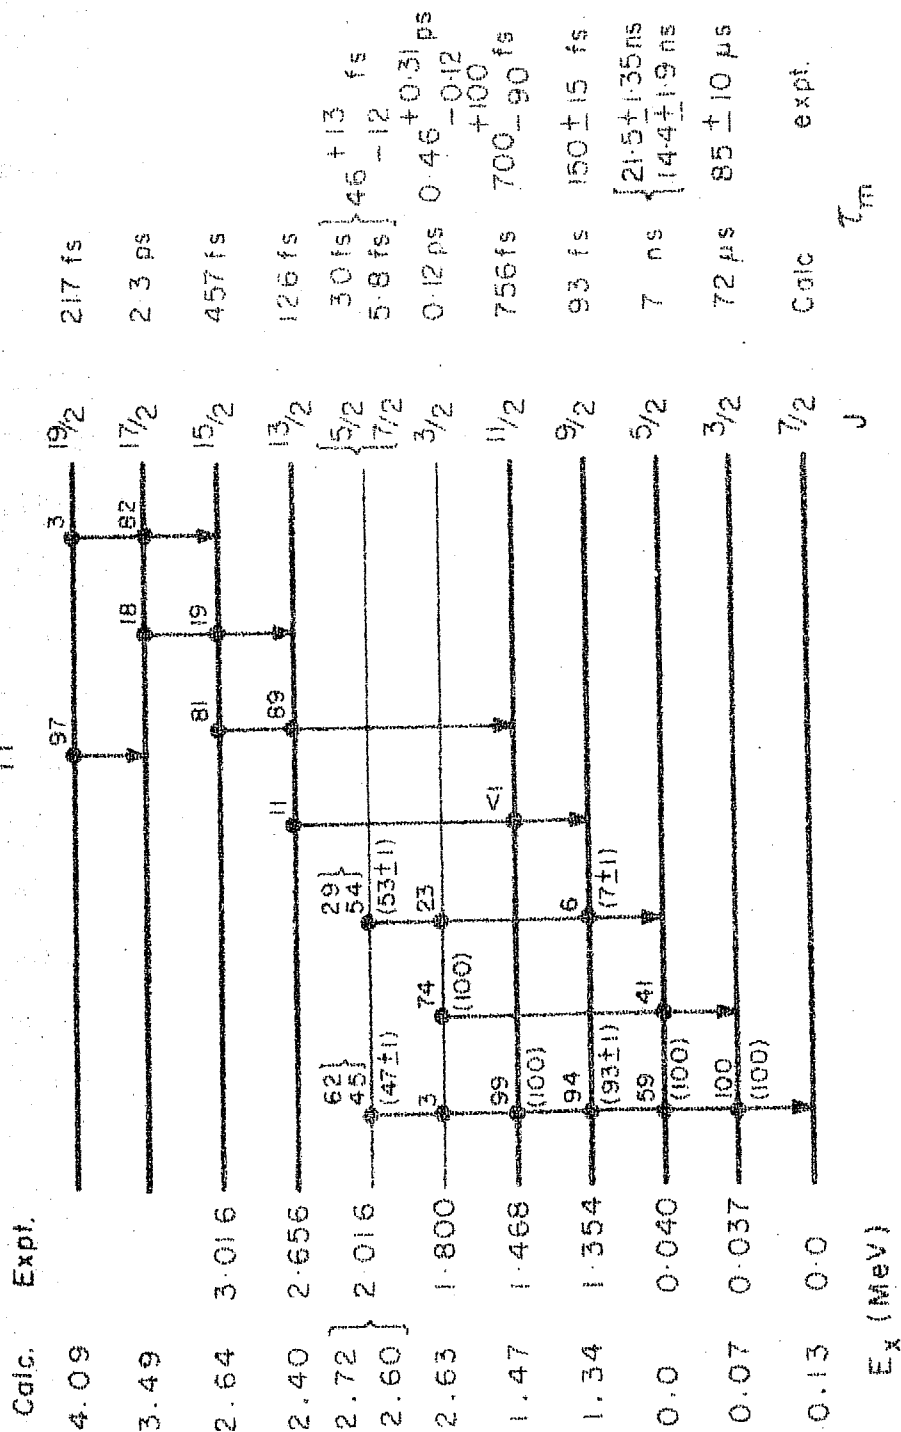 Calc. Expt.
4.09 97 3 19/2 217 fs
3.49 18 82 17/2 2.3 ps
2.64 3.016 81 19 15/2 457 fs
2.40 2.656 11 89 13/2 126 fs
2.72 } 2.016 62 } 29 } {5/2 30 fs } 46 +13 -12 fs
2.60 } 45 } 54 } {7/2 5.8 fs }
(47±1) (53±1)
2.63 1.800 3 74 23 3/2 0.12 ps 0.46 +0.31 -0.12 ps
(100)
1.47 1.468 99 <1 11/2 756 fs 700 +100 -90 fs
(100)
1.34 1.354 94 6 9/2 93 fs 150±15 fs
(93±1) (7±1)
0.0 0.040 59 41 5/2 7 ns {21.5±1.35 ns
(100) {14.4±1.9 ns
0.07 0.037 100 3/2 72 μs 85±10 μs
(100)
0.13 0.0 7/2 Calc expt.
Ex (MeV) J τm